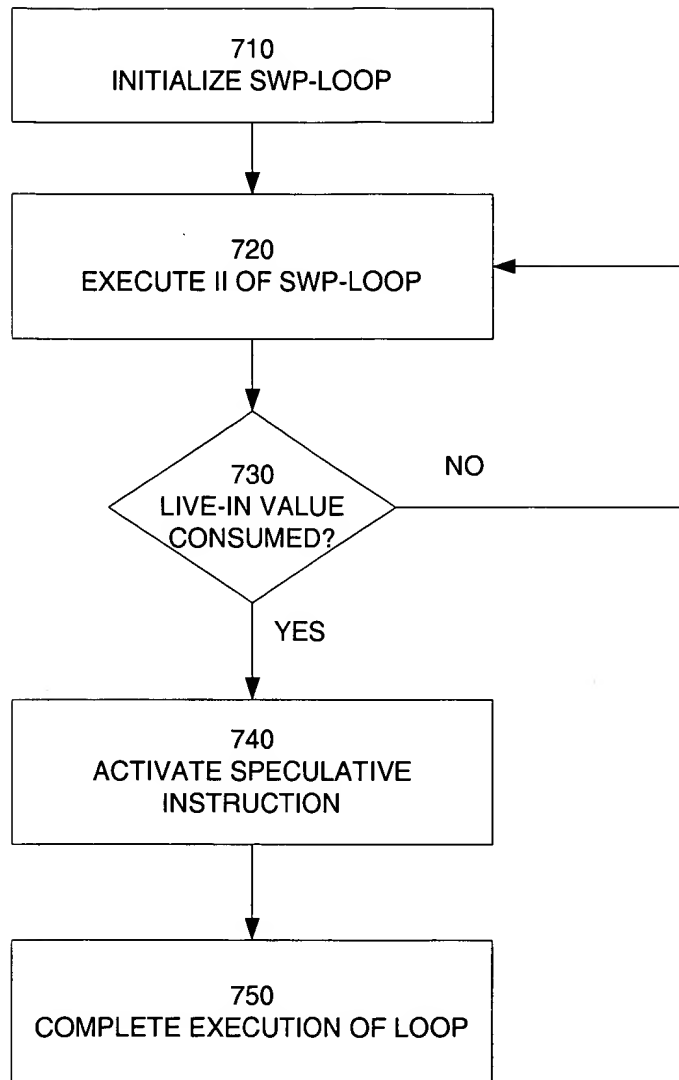 710
INITIALIZE SWP-LOOP
720
EXECUTE II OF SWP-LOOP
730
LIVE-IN VALUE
CONSUMED?
NO
YES
740
ACTIVATE SPECULATIVE
INSTRUCTION
750
COMPLETE EXECUTION OF LOOP